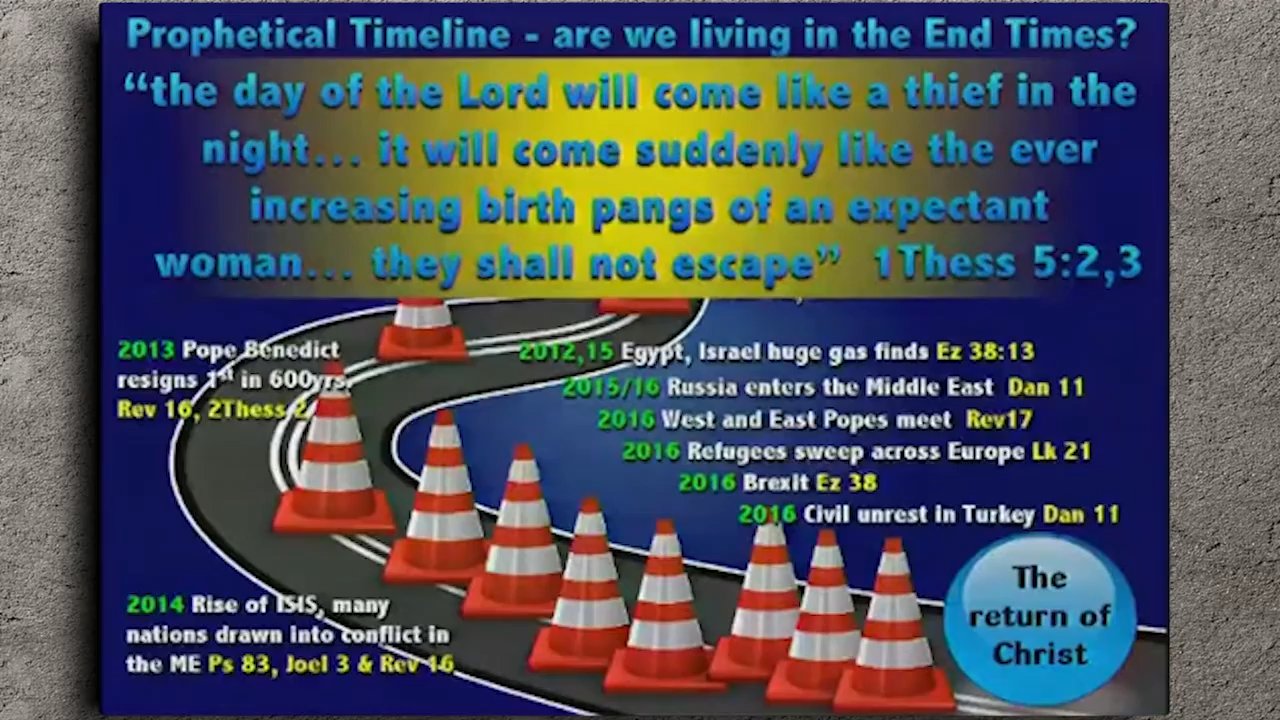 Prophetical Timeline - are we living in the End Times?
“the day of the Lord will come like a thief in the
night... it will come suddenly like the ever
increasing birth pangs of an expectant
woman... they shall not escape” 1Thess 5:2,3
2013 Pope Benedict
resigns 1st in 600yrs.
Rev 16, 2Thess 2
2012,15 Egypt, Israel huge gas finds Ez 38:13
2015/16 Russia enters the Middle East Dan 11
2016 West and East Popes meet Rev17
2016 Refugees sweep across Europe Lk 21
2016 Brexit Ez 38
2016 Civil unrest in Turkey Dan 11
2014 Rise of ISIS, many
nations drawn into conflict in
the ME Ps 83, Joel 3 & Rev 16
The
return of
Christ